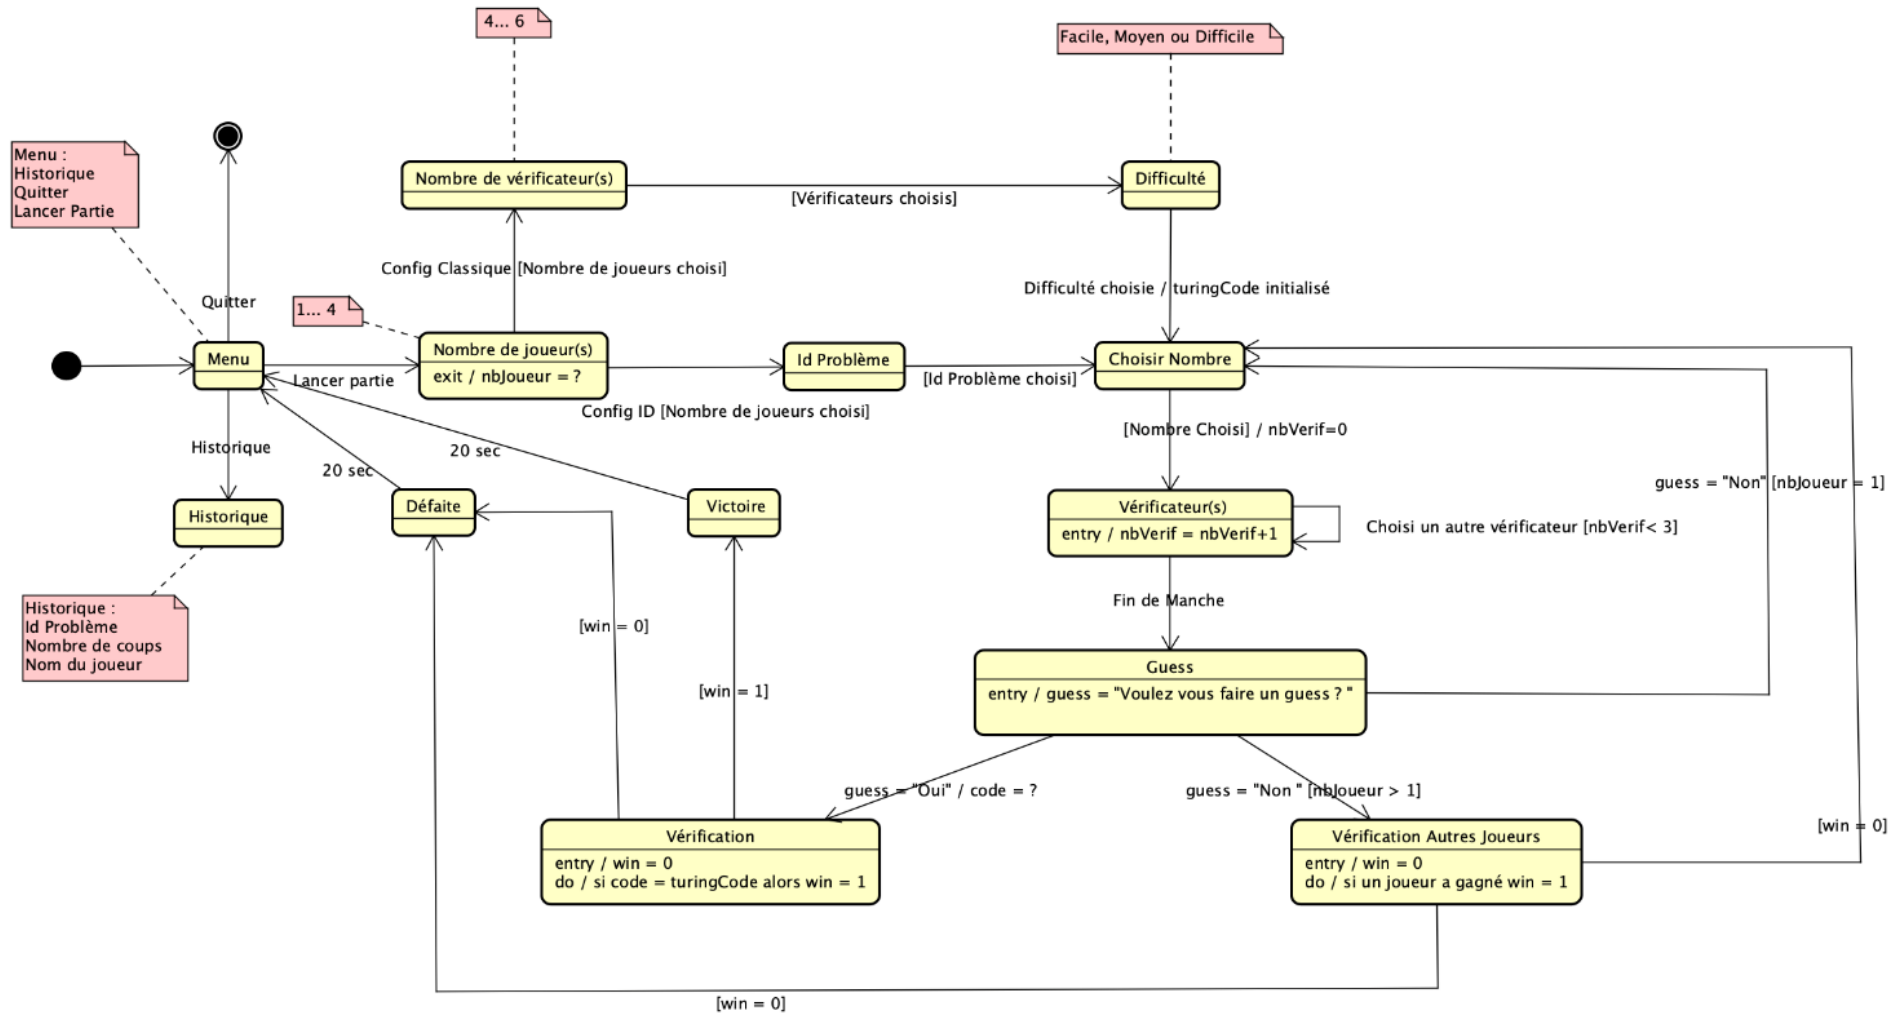 4... 6
Facile, Moyen ou Difficile
Menu :
Historique
Quitter
Lancer Partie
Nombre de vérificateur(s)
[Vérificateurs choisis]
Difficulté
Config Classique [Nombre de joueurs choisi]
Difficulté choisie / turingCode initialisé
Quitter
1... 4
Menu
Lancer partie
Nombre de joueur(s)
exit / nbJoueur = ?
Config ID [Nombre de joueurs choisi]
Id Problème
[Id Problème choisi]
Choisir Nombre
[Nombre Choisi] / nbVerif=0
Historique
20 sec
20 sec
guess = "Non" [nbJoueur = 1]
Historique
Défaite
Victoire
Vérificateur(s)
entry / nbVerif = nbVerif+1
Choisi un autre vérificateur [nbVerif< 3]
Historique :
Id Problème
Nombre de coups
Nom du joueur
Fin de Manche
[win = 0]
[win = 1]
Guess
entry / guess = "Voulez vous faire un guess ? "
guess = "Oui" / code = ?
guess = "Non " [nbJoueur > 1]
[win = 0]
Vérification
entry / win = 0
do / si code = turingCode alors win = 1
Vérification Autres Joueurs
entry / win = 0
do / si un joueur a gagné win = 1
[win = 0]